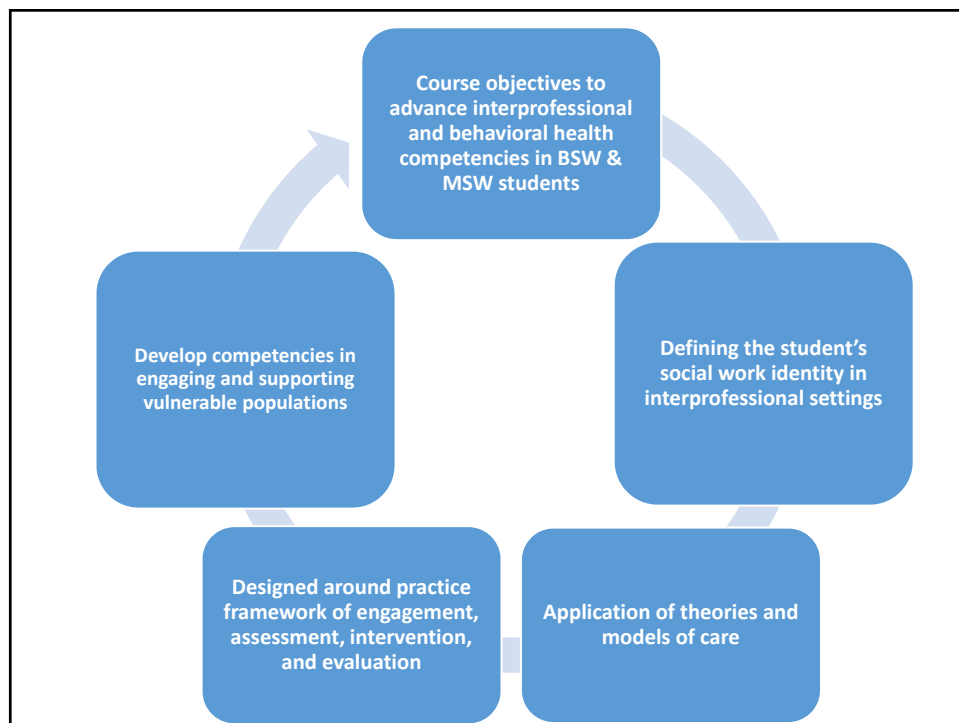 Course objectives to
advance interprofessional
and behavioral health
competencies in BSW &
MSW students
Defining the student’s
social work identity in
interprofessional settings
Application of theories and
models of care
Designed around practice
framework of engagement,
assessment, intervention,
and evaluation
Develop competencies in
engaging and supporting
vulnerable populations